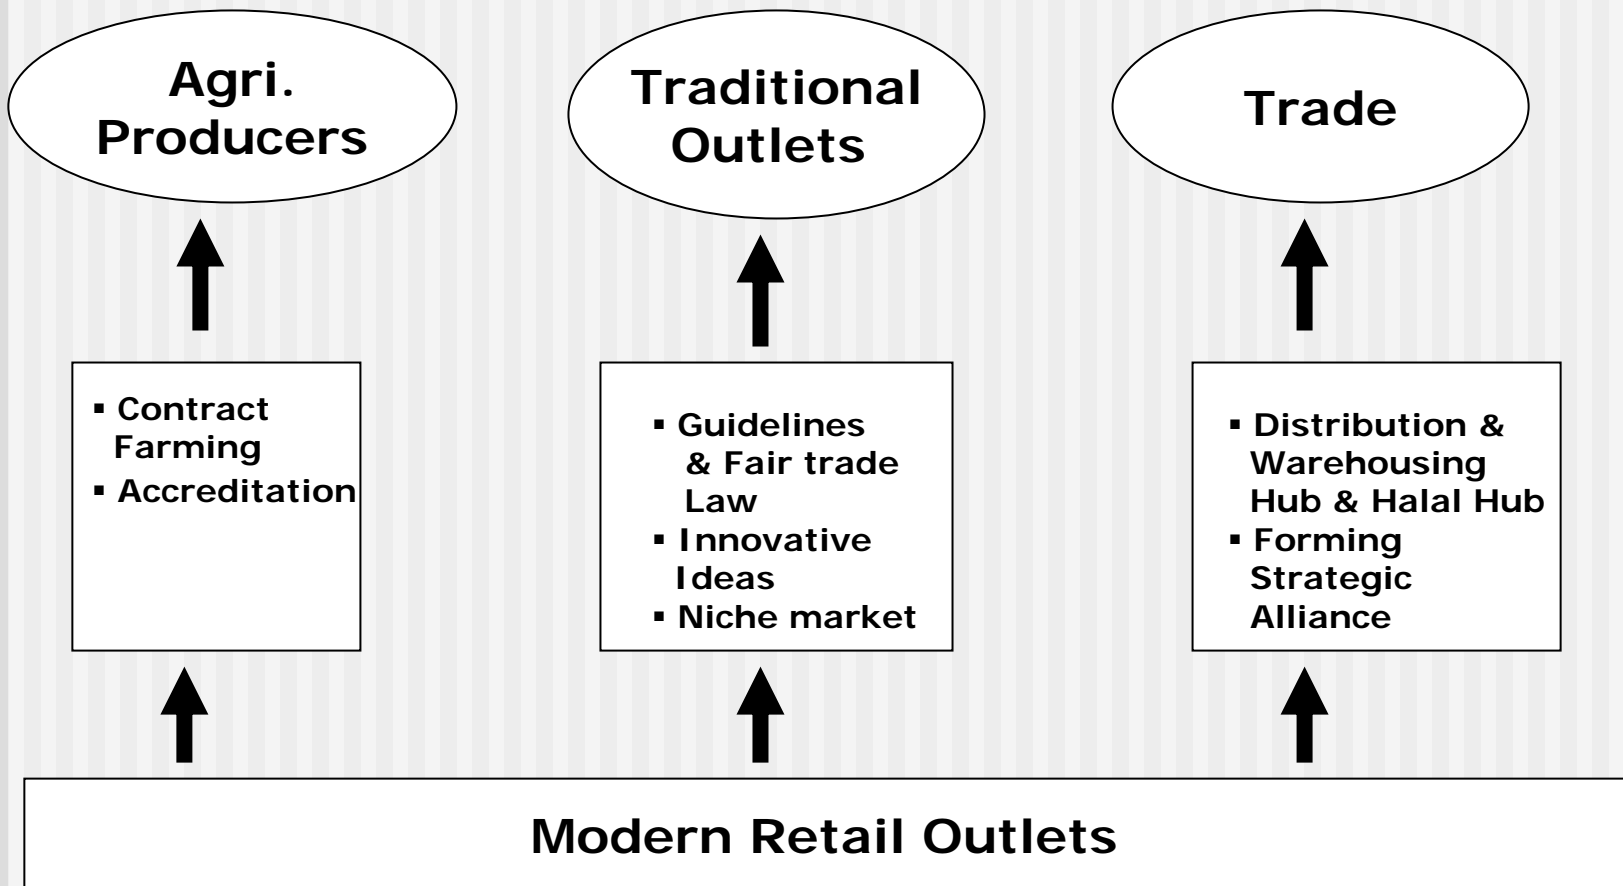 Agri.
Producers
Traditional
Outlets
Trade
▪ Contract
Farming
▪ Accreditation
▪ Guidelines
& Fair trade
Law
▪ Innovative
Ideas
▪ Niche market
▪ Distribution &
Warehousing
Hub & Halal Hub
▪ Forming
Strategic
Alliance
Modern Retail Outlets